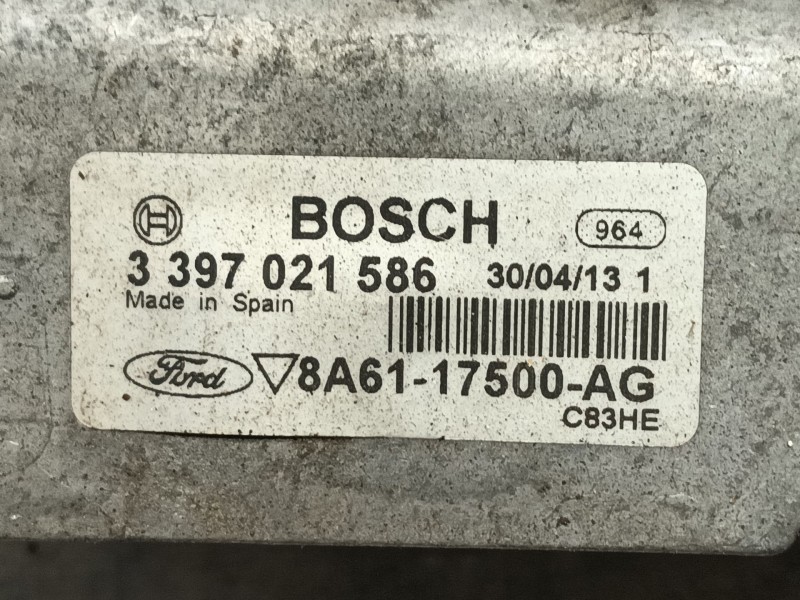 BOSCH 964
3 397 021 586 30/04/13 1
Made in Spain
Ford 8A61-17500-AG
C83HE